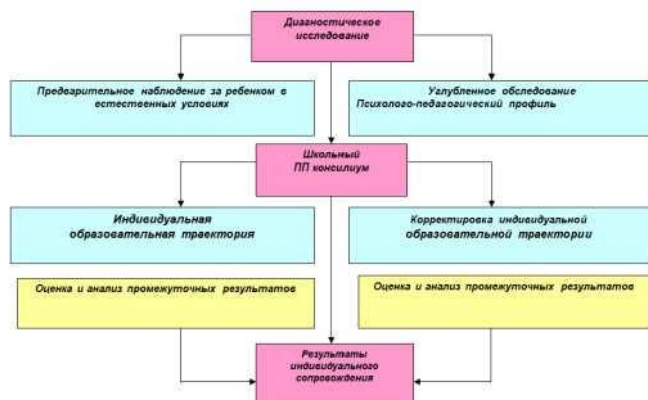 Диагностическое
исследование
Предварительное наблюдение за ребенком в
естественных условиях
Углубленное обследование
Психолого-педагогический профиль
Школьный
ПП консилиум
Индивидуальная
образовательная траектория
Корректировка индивидуальной
образовательной траектории
Оценка и анализ промежуточных результатов
Оценка и анализ промежуточных результатов
Результаты
индивидуального
сопровождения